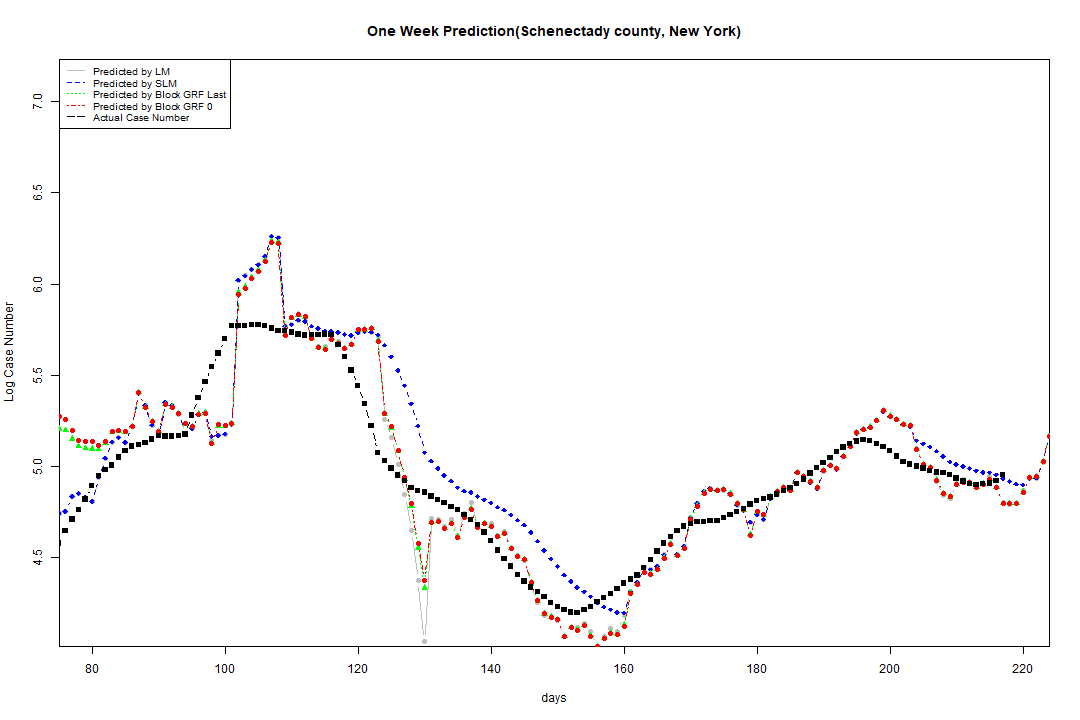 One Week Prediction(Schenectady county, New York)
Predicted by LM
Predicted by SLM
Predicted by Block GRF Last
Predicted by Block GRF 0
Actual Case Number
7.0
6.5
6.0
5.5
5.0
4.5
Log Case Number
80 100 120 140 160 180 200 220
days